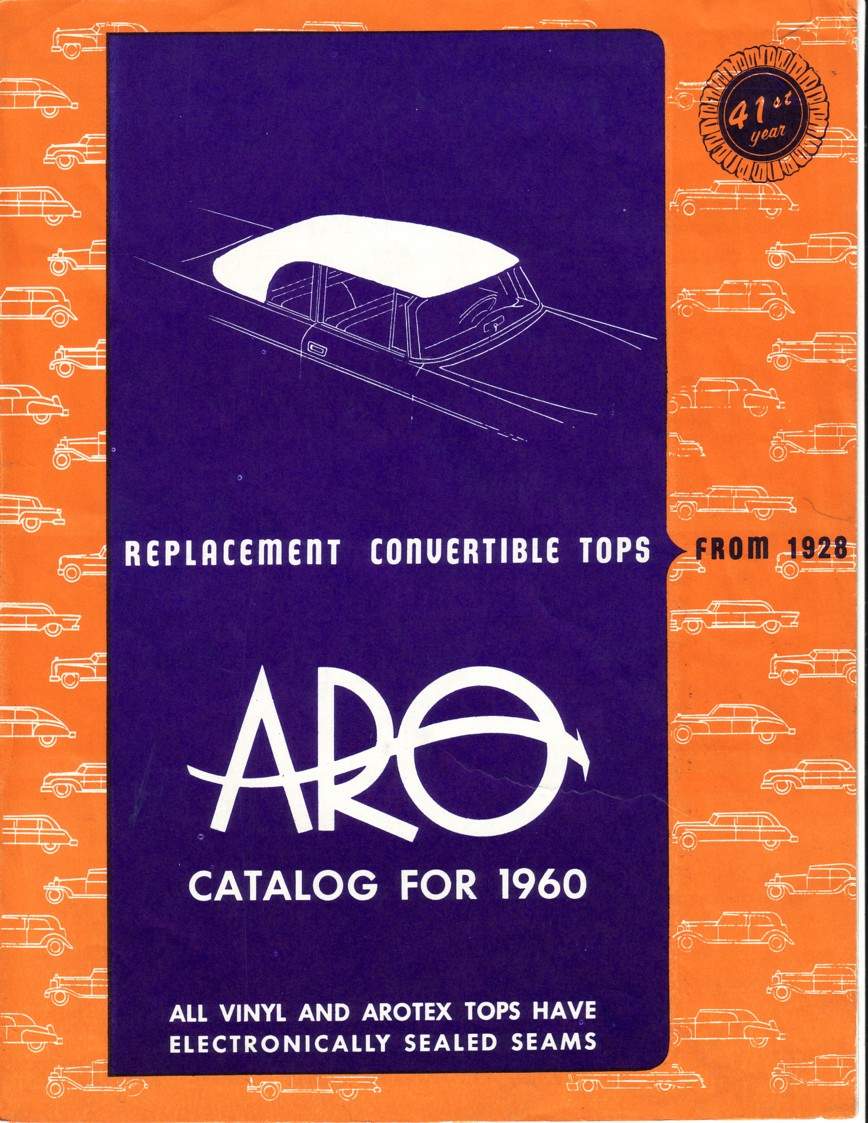 41st
year
REPLACEMENT CONVERTIBLE TOPS FROM 1928
ARO
CATALOG FOR 1960
ALL VINYL AND AROTEX TOPS HAVE
ELECTRONICALLY SEALED SEAMS